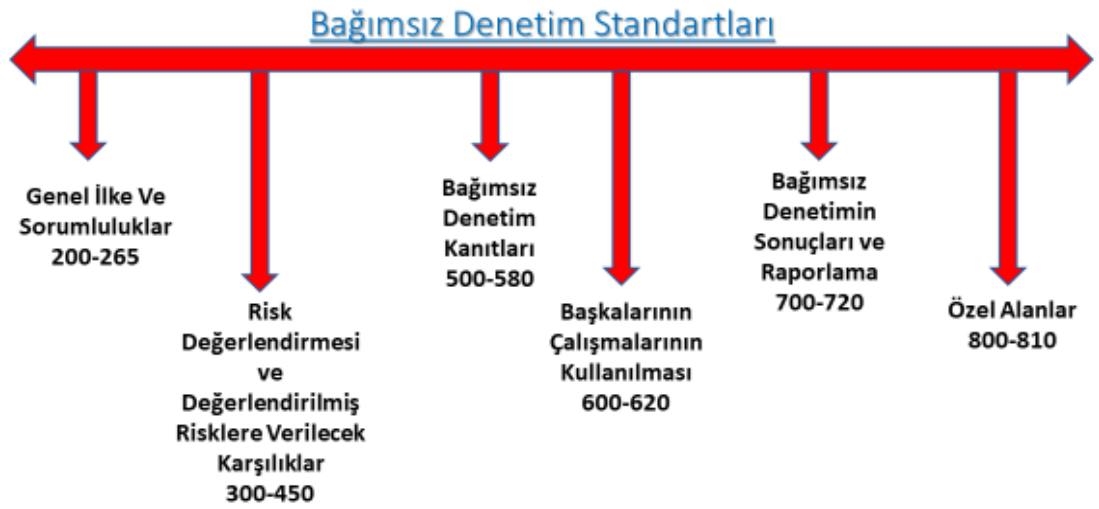 Bağımsız Denetim Standartları
Genel İlke Ve
Sorumluluklar
200-265
Risk
Değerlendirmesi
ve
Değerlendirilmiş
Risklere Verilecek
Karşılıklar
300-450
Bağımsız
Denetim
Kanıtları
500-580
Başkalarının
Çalışmalarının
Kullanılması
600-620
Bağımsız
Denetimin
Sonuçları ve
Raporlama
700-720
Özel Alanlar
800-810